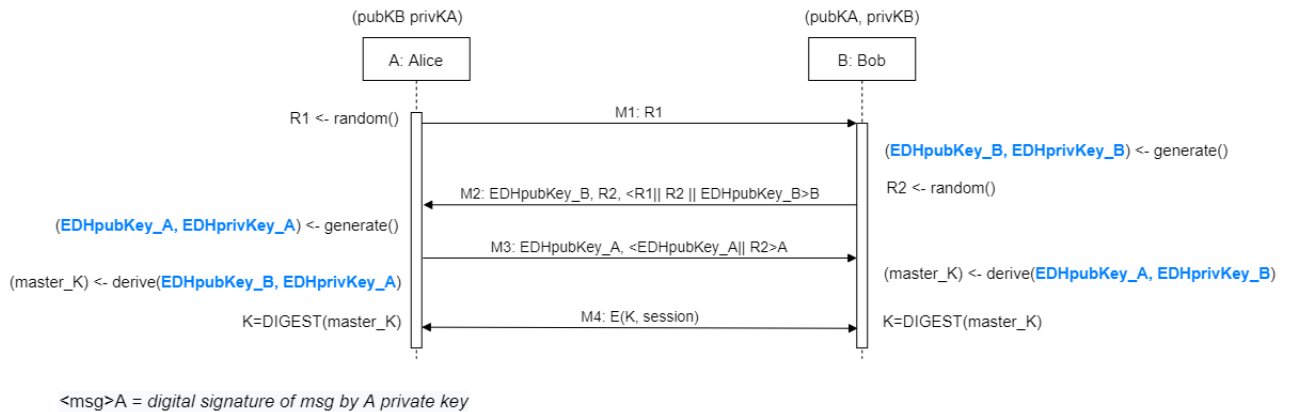 (pubKB privKA)
(pubKA, privKB)
A: Alice
B: Bob
R1 <- random()
M1: R1
(EDHpubKey_B, EDHprivKey_B) <- generate()
R2 <- random()
M2: EDHpubKey_B, R2, <R1|| R2 || EDHpubKey_B>B
(EDHpubKey_A, EDHprivKey_A) <- generate()
M3: EDHpubKey_A, <EDHpubKey_A|| R2>A
(master_K) <- derive(EDHpubKey_B, EDHprivKey_A)
(master_K) <- derive(EDHpubKey_A, EDHprivKey_B)
K=DIGEST(master_K)
M4: E(K, session)
K=DIGEST(master_K)
<msg>A = digital signature of msg by A private key